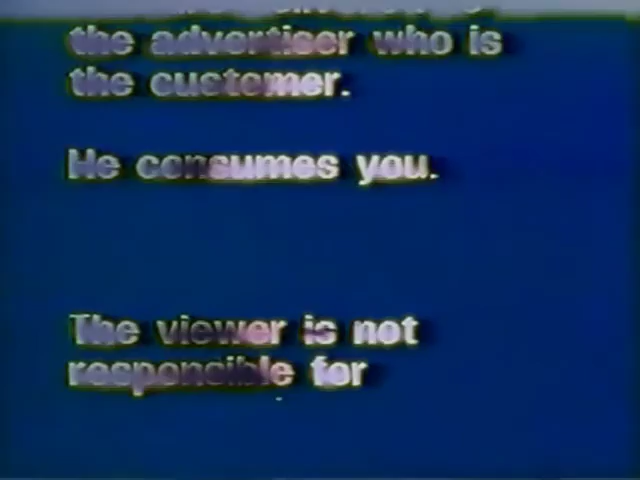 the advertiser who is
the customer.
He consumes you.
The viewer is not
responsible for